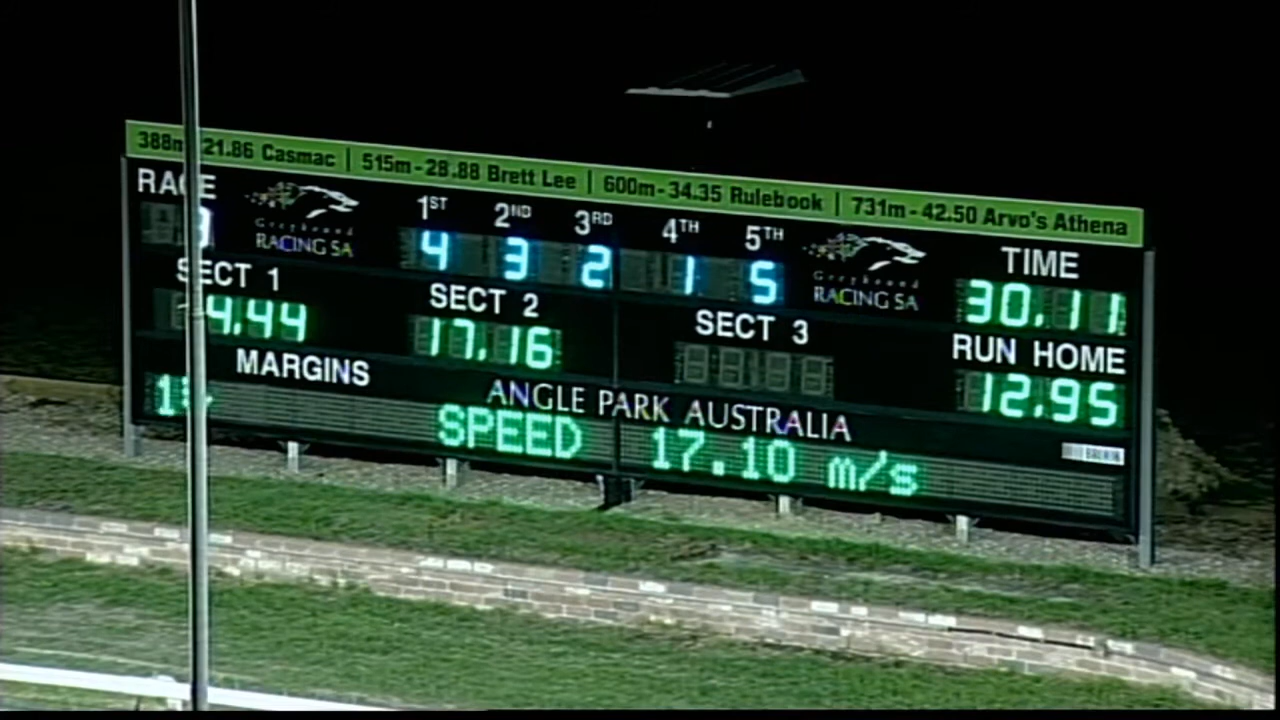 388m 21.86 Casmac | 515m - 28.88 Brett Lee | 600m - 34.35 Rulebook | 731m - 42.50 Arvo's Athena
RACE
Greyhound
RACING SA
1ST 2ND 3RD 4TH 5TH
4 3 2 1 5
Greyhound
RACING SA
TIME
30.11
SECT 1
4.44
SECT 2
17.16
SECT 3
RUN HOME
12.95
MARGINS
ANGLE PARK AUSTRALIA
SPEED 17.10 m/s